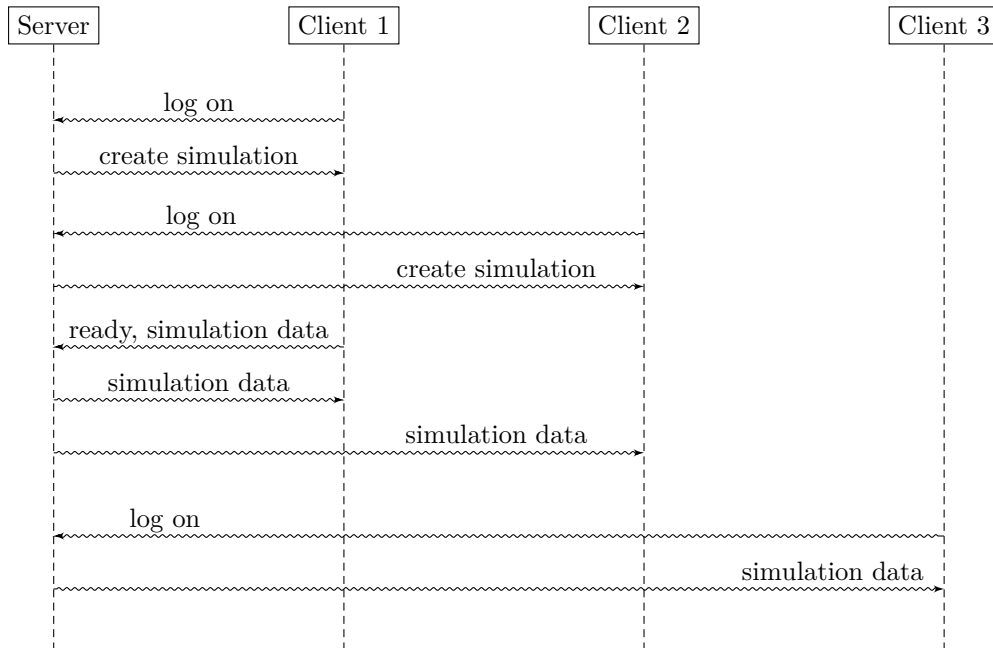 Server Client 1 Client 2 Client 3
log on
create simulation
log on
create simulation
ready, simulation data
simulation data
simulation data
log on
simulation data